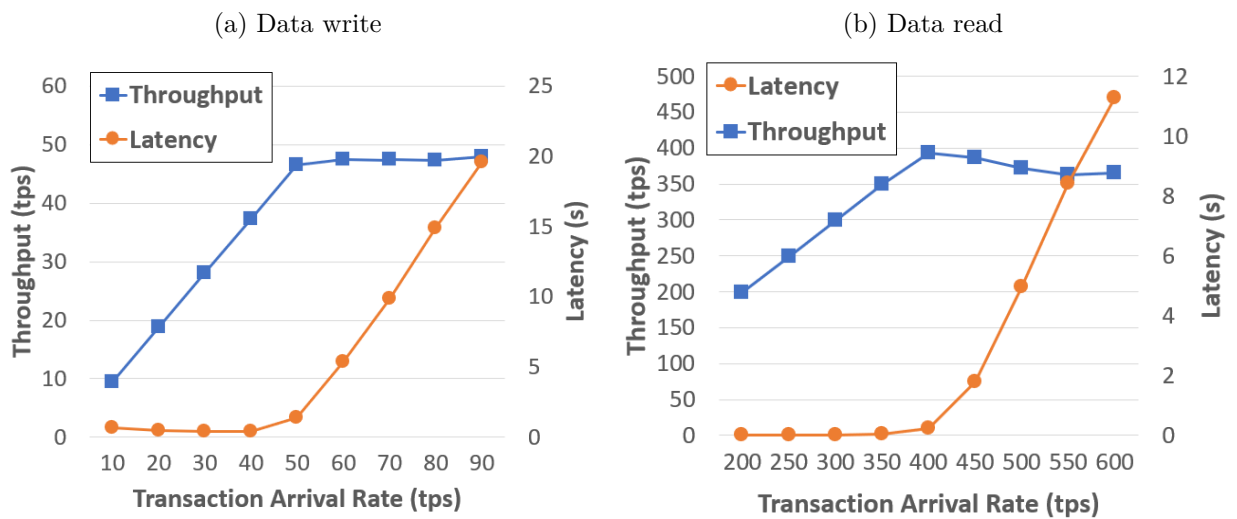 (a) Data write
Throughput
Latency
60
50
40
30
20
10
0
Throughput (tps)
25
20
15
10
5
0
Latency (s)
10 20 30 40 50 60 70 80 90
Transaction Arrival Rate (tps)
(b) Data read
Latency
Throughput
500
450
400
350
300
250
200
150
100
50
0
Throughput (tps)
12
10
8
6
4
2
0
Latency (s)
200 250 300 350 400 450 500 550 600
Transaction Arrival Rate (tps)